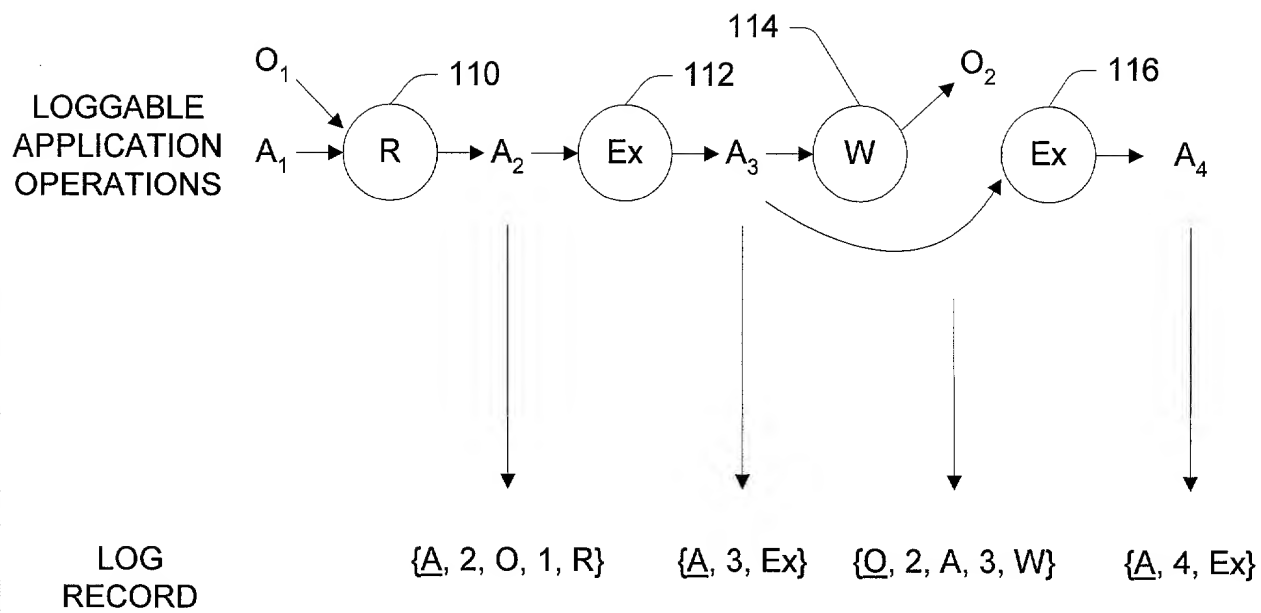 114
O₁ 110 112 O₂ 116
LOGGABLE
APPLICATION
OPERATIONS
A₁ R A₂ Ex A₃ W Ex A₄
LOG
RECORD
{A, 2, O, 1, R} {A, 3, Ex} {O, 2, A, 3, W} {A, 4, Ex}